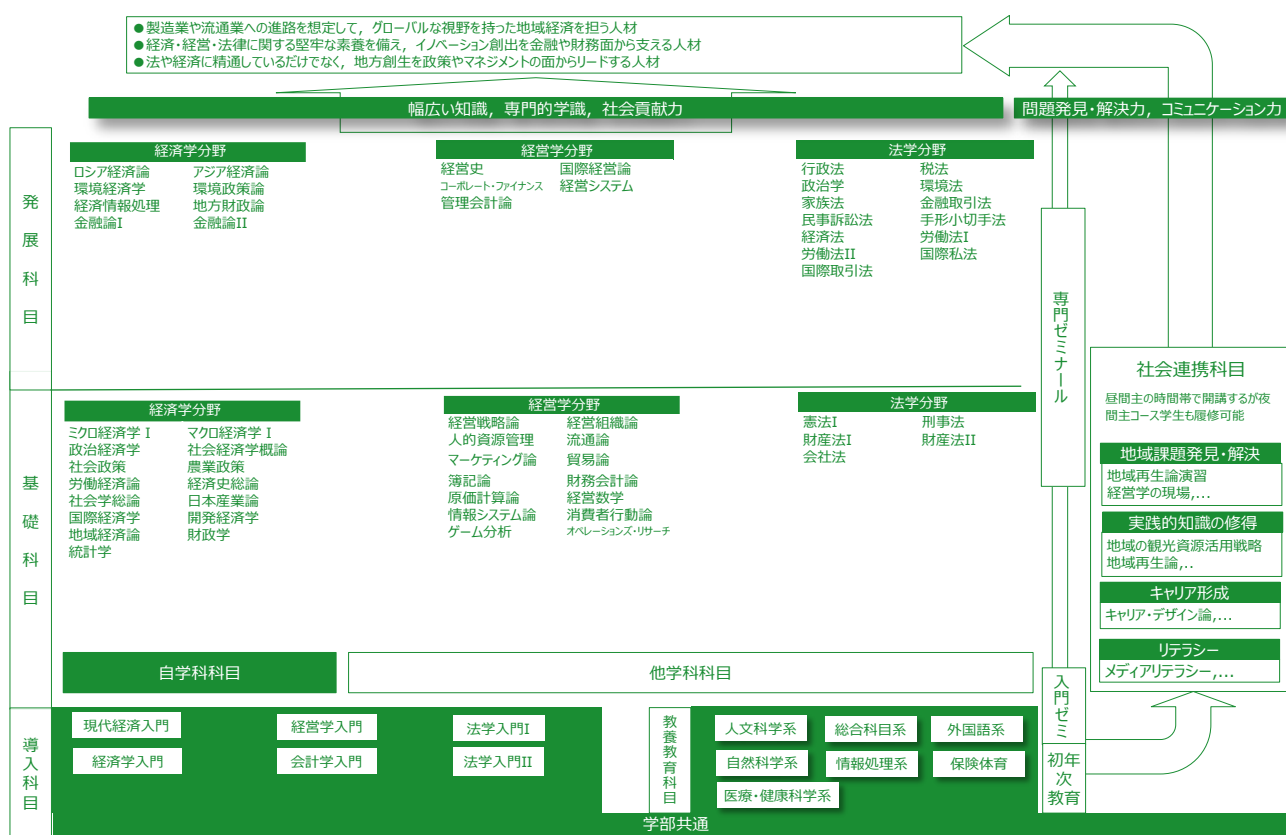 ●製造業や流通業への進路を想定して，グローバルな視野を持った地域経済を担う人材
●経済・経営・法律に関する堅牢な素養を備え，イノベーション創出を金融や財務面から支える人材
●法や経済に精通しているだけでなく，地方創生を政策やマネジメントの面からリードする人材
幅広い知識，専門的学識，社会貢献力
問題発見・解決力，コミュニケーション力
発展科目
経済学分野
ロシア経済論 アジア経済論
環境経済学 環境政策論
経済情報処理 地方財政論
金融論I 金融論II
経営学分野
経営史 国際経営論
コーポレート・ファイナンス 経営システム
管理会計論
法学分野
行政法 税法
政治学 環境法
家族法 金融取引法
民事訴訟法 手形小切手法
経済法 労働法I
労働法II 国際私法
国際取引法
専門ゼミナール
基礎科目
経済学分野
ミクロ経済学 I マクロ経済学 I
政治経済学 社会経済学概論
社会政策 農業政策
労働経済論 経済史総論
社会学総論 日本産業論
国際経済学 開発経済学
地域経済論 財政学
統計学
経営学分野
経営戦略論 経営組織論
人的資源管理 流通論
マーケティング論 貿易論
簿記論 財務会計論
原価計算論 経営数学
情報システム論 消費者行動論
ゲーム分析 オペレーションズ・リサーチ
法学分野
憲法I 刑事法
財産法I 財産法II
会社法
社会連携科目
昼間主の時間帯で開講するが夜
間主コース学生も履修可能
地域課題発見・解決
地域再生論演習
経営学の現場,…
実践的知識の修得
地域の観光資源活用戦略
地域再生論,‥
キャリア形成
キャリア・デザイン論,…
リテラシー
メディアリテラシー,…
自学科科目
他学科科目
入門ゼミ
導入科目
現代経済入門 経営学入門 法学入門I
経済学入門 会計学入門 法学入門II
教養教育科目
人文科学系 総合科目系 外国語系
自然科学系 情報処理系 保険体育
医療・健康科学系
初年
次
教育
学部共通